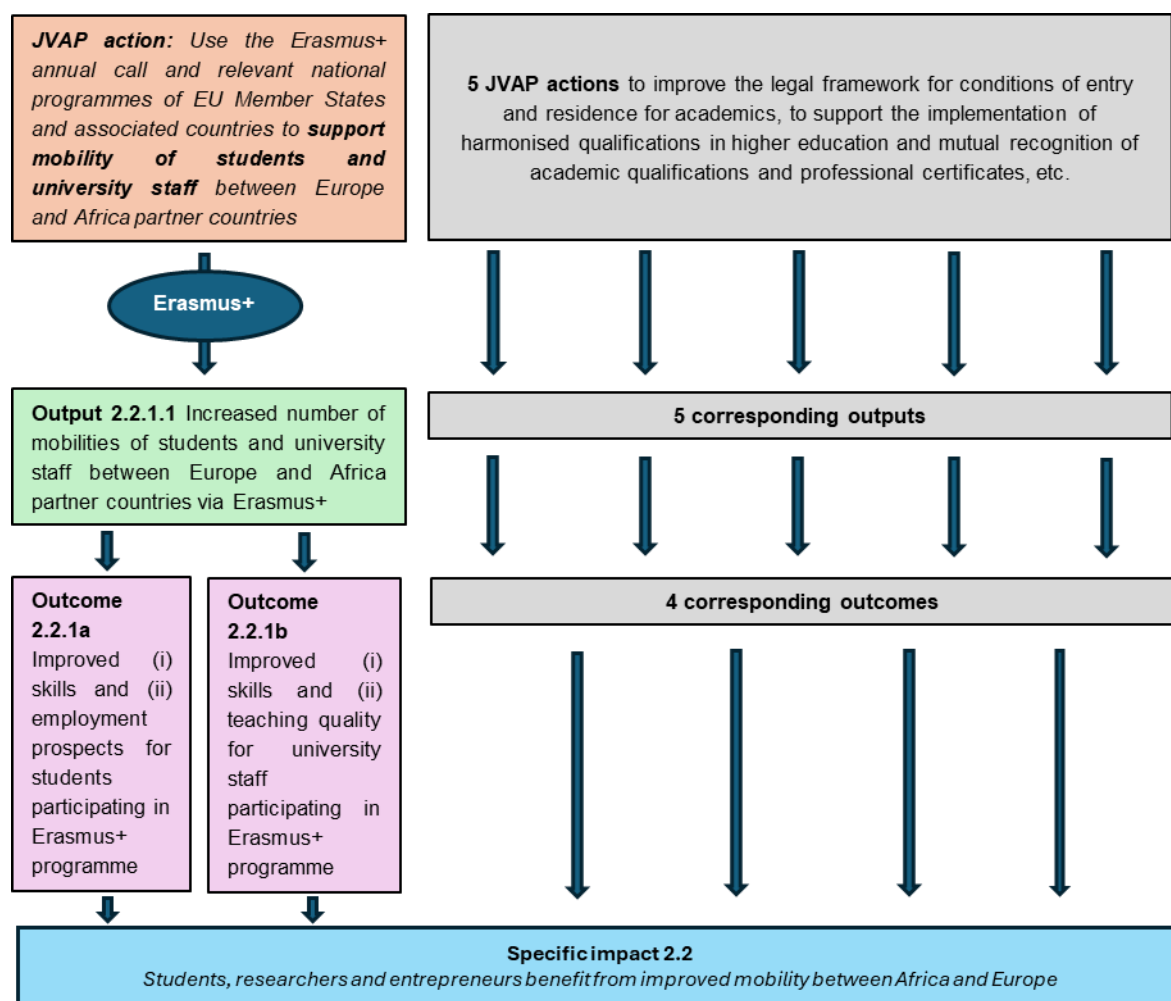 JVAP action: Use the Erasmus+
annual call and relevant national
programmes of EU Member States
and associated countries to support
mobility of students and
university staff between Europe
and Africa partner countries
5 JVAP actions to improve the legal framework for conditions of entry
and residence for academics, to support the implementation of
harmonised qualifications in higher education and mutual recognition of
academic qualifications and professional certificates, etc.
Erasmus+
Output 2.2.1.1 Increased number of
mobilities of students and university
staff between Europe and Africa
partner countries via Erasmus+
5 corresponding outputs
Outcome
2.2.1a
Improved (i)
skills and (ii)
employment
prospects for
students
participating in
Erasmus+
programme
Outcome
2.2.1b
Improved (i)
skills and (ii)
teaching quality
for university
staff
participating in
Erasmus+
programme
4 corresponding outcomes
Specific impact 2.2
Students, researchers and entrepreneurs benefit from improved mobility between Africa and Europe